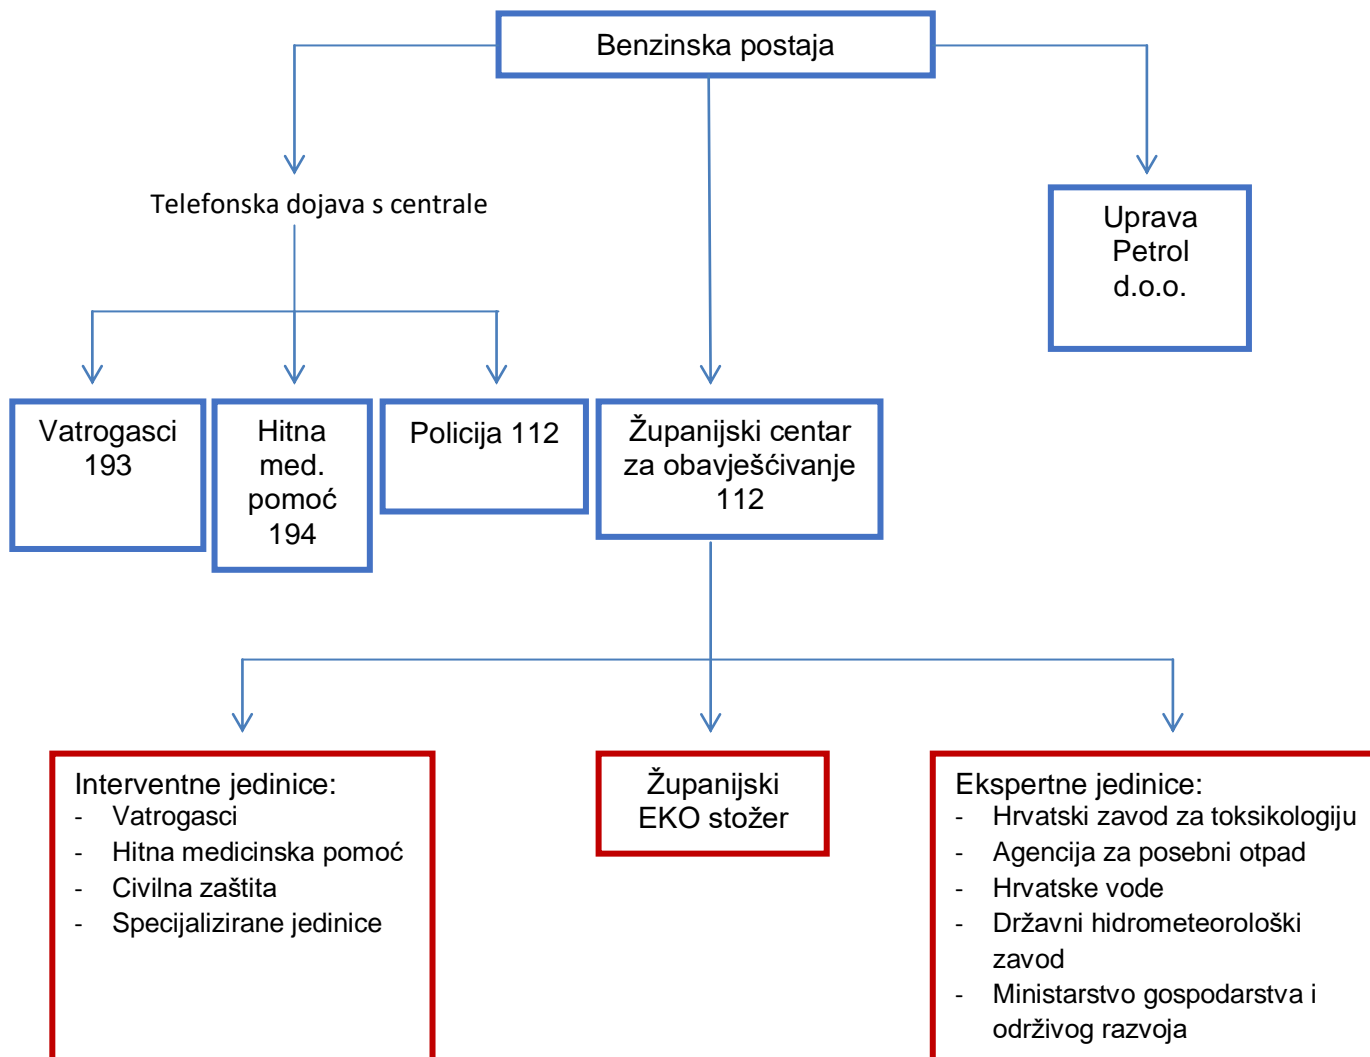 Benzinska postaja
Telefonska dojava s centrale
Uprava
Petrol
d.o.o.
Vatrogasci
193
Hitna
med.
pomoć
194
Policija 112
Županijski centar
za obavješćivanje
112
Interventne jedinice:
- Vatrogasci
- Hitna medicinska pomoć
- Civilna zaštita
- Specijalizirane jedinice
Županijski
EKO stožer
Ekspertne jedinice:
- Hrvatski zavod za toksikologiju
- Agencija za posebni otpad
- Hrvatske vode
- Državni hidrometeorološki
zavod
- Ministarstvo gospodarstva i
održivog razvoja